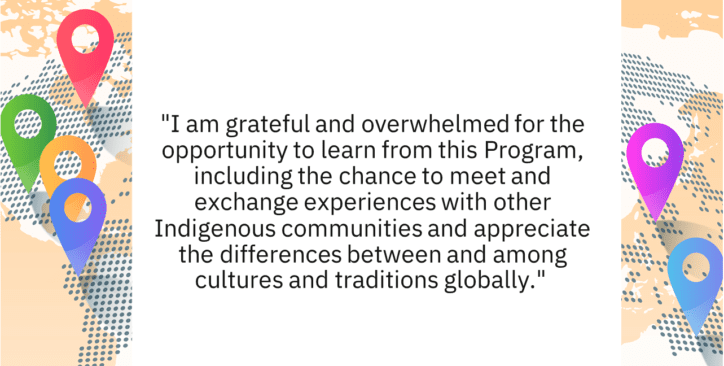 "I am grateful and overwhelmed for the
opportunity to learn from this Program,
including the chance to meet and
exchange experiences with other
Indigenous communities and appreciate
the differences between and among
cultures and traditions globally."